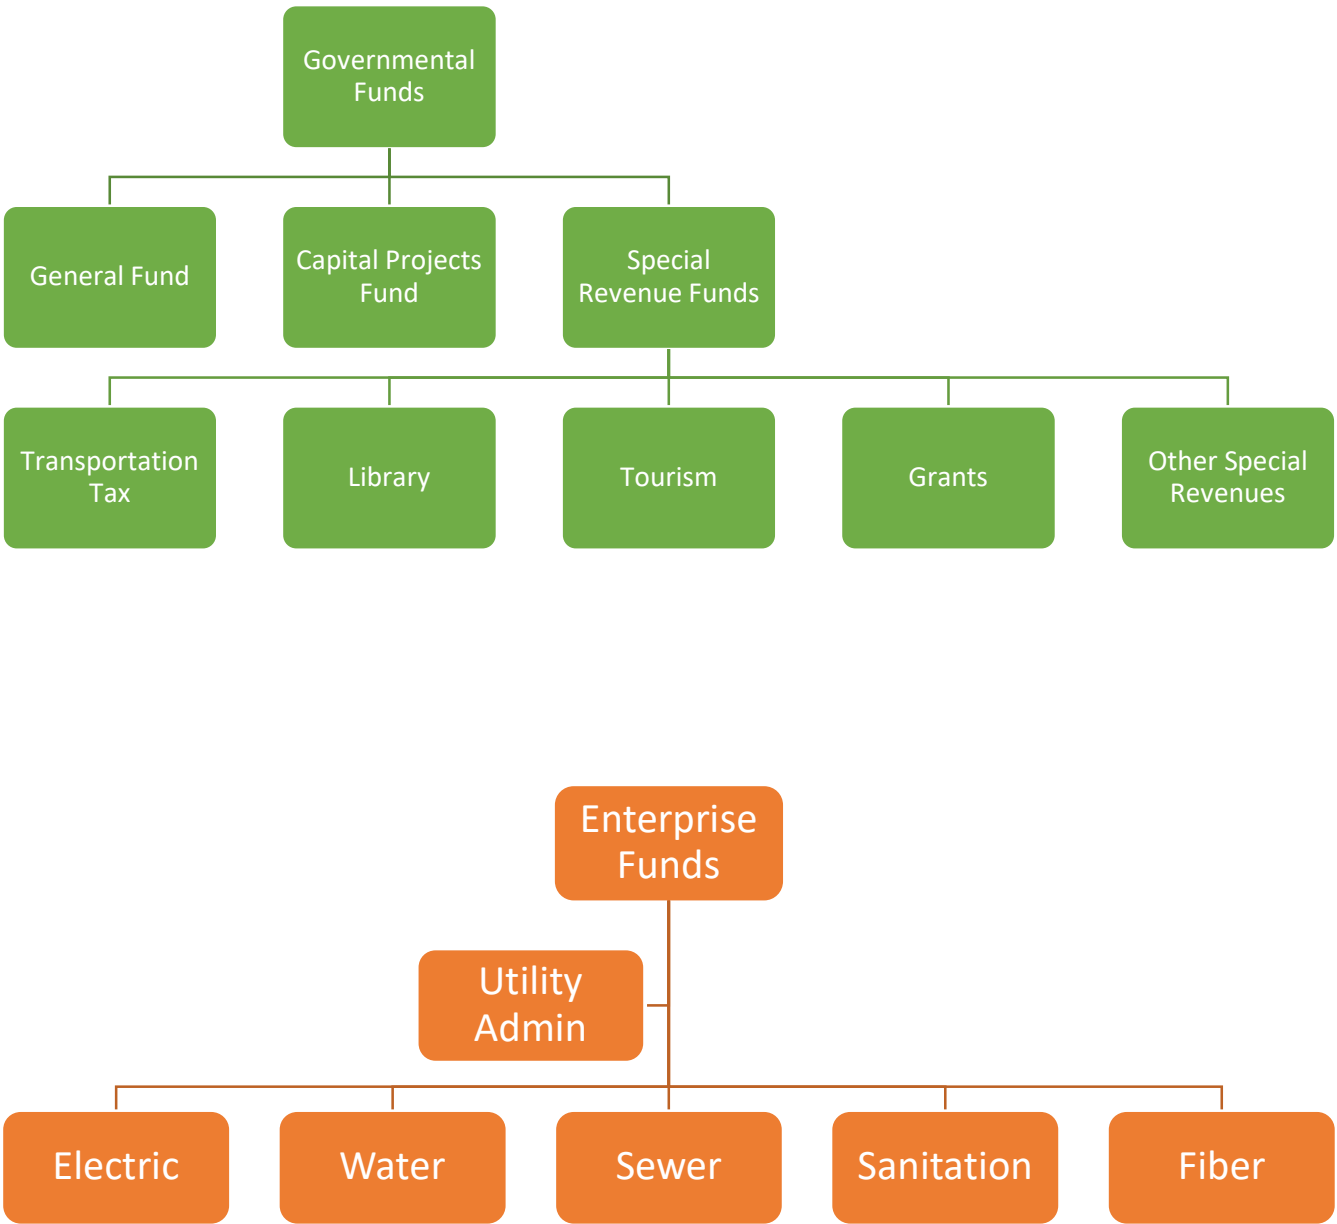 Governmental
Funds
General Fund
Capital Projects
Fund
Special
Revenue Funds
Transportation
Tax
Library
Tourism
Grants
Other Special
Revenues
Enterprise
Funds
Utility
Admin
Electric
Water
Sewer
Sanitation
Fiber